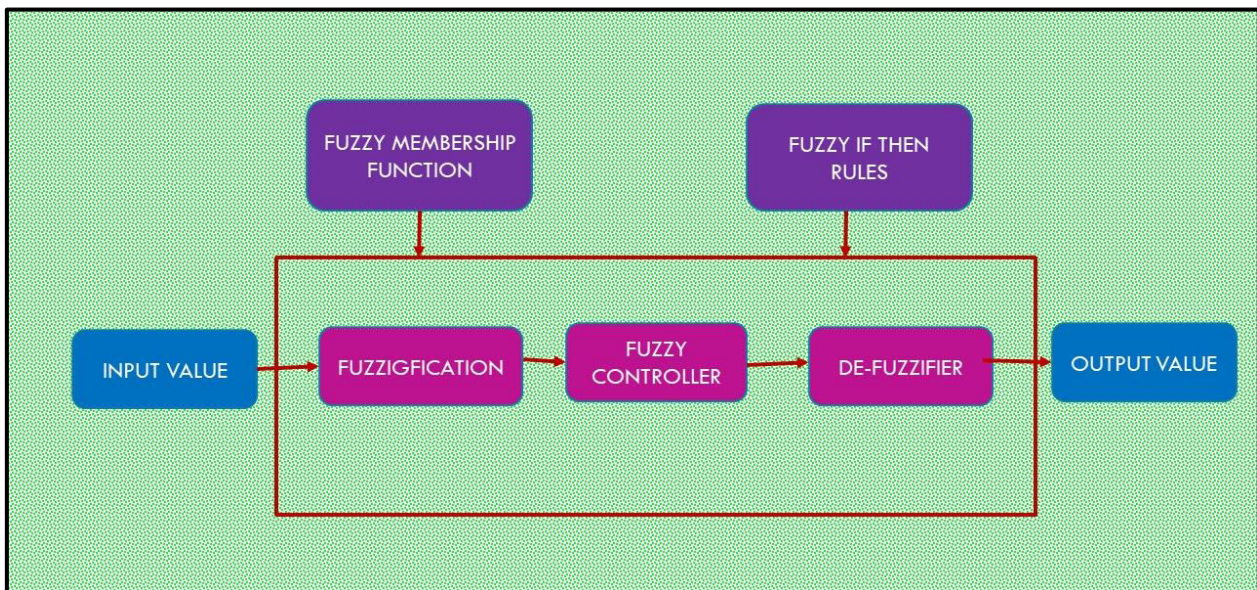 FUZZY MEMBERSHIP
FUNCTION
FUZZY IF THEN
RULES
INPUT VALUE
FUZZIGFICATION
FUZZY
CONTROLLER
DE-FUZZIFIER
OUTPUT VALUE